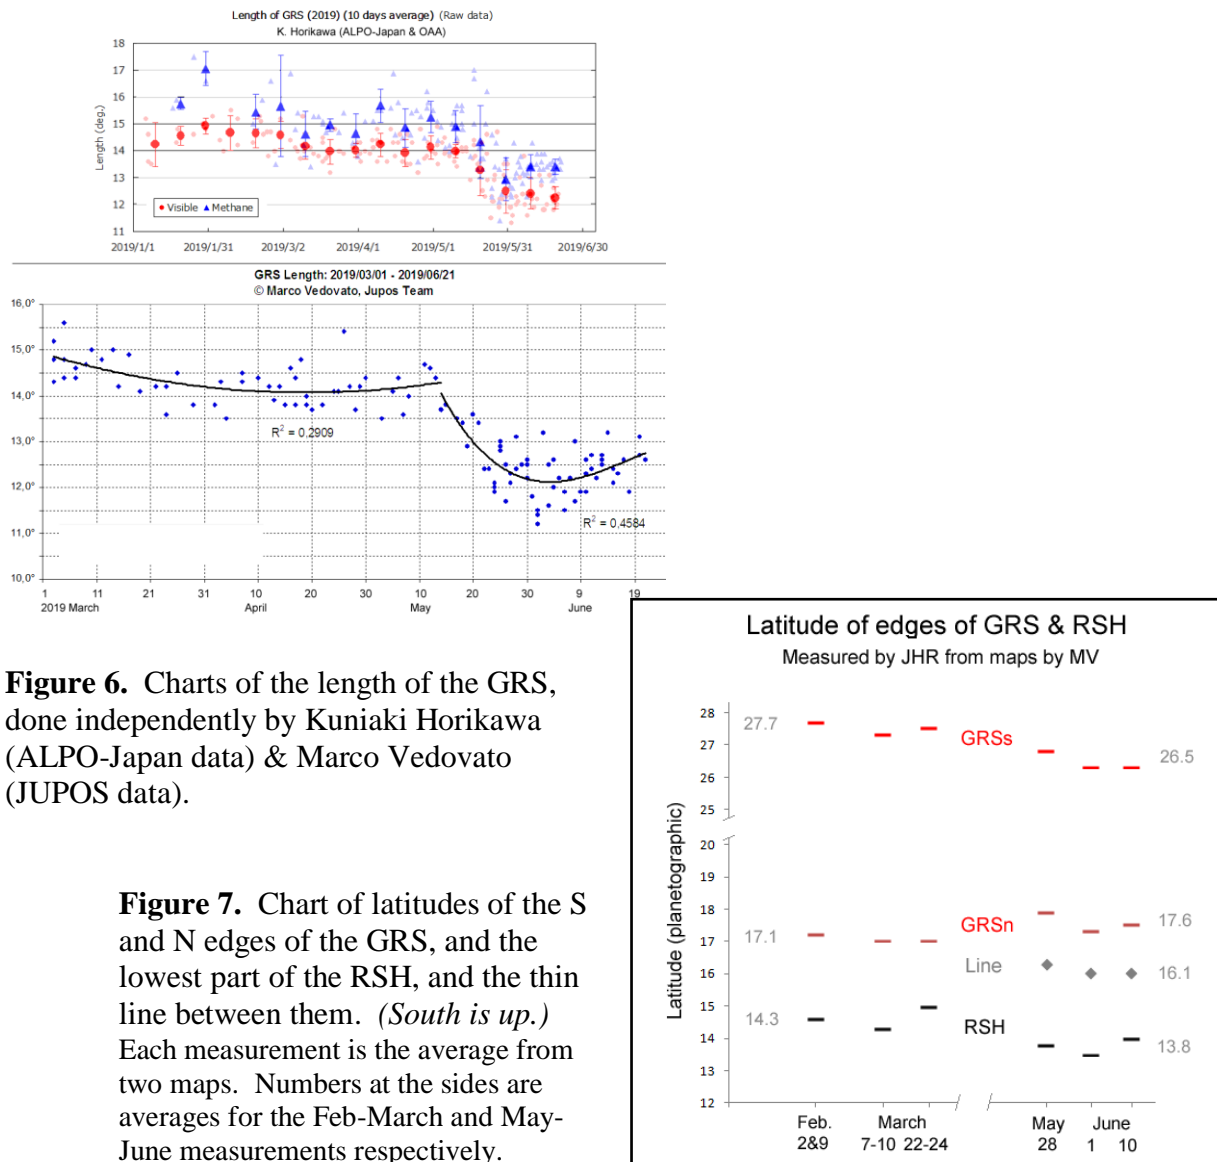 Length of GRS (2019) (10 days average) (Raw data)
K. Horikawa (ALPO-Japan & OAA)
Length (deg.)
18
17
16
15
14
13
12
11
Visible Methane
2019/1/1 2019/1/31 2019/3/2 2019/4/1 2019/5/1 2019/5/31 2019/6/30
GRS Length: 2019/03/01 - 2019/06/21
© Marco Vedovato, Jupos Team
16,0°
15,0°
14,0°
13,0°
12,0°
11,0°
10,0°
R² = 0,2909
R² = 0,4584
1 11 21 31 10 20 30 10 20 30 9 19
2019 March April May June
Figure 6. Charts of the length of the GRS,
done independently by Kuniaki Horikawa
(ALPO-Japan data) & Marco Vedovato
(JUPOS data).
Figure 7. Chart of latitudes of the S
and N edges of the GRS, and the
lowest part of the RSH, and the thin
line between them. (South is up.)
Each measurement is the average from
two maps. Numbers at the sides are
averages for the Feb-March and May-
June measurements respectively.
Latitude of edges of GRS & RSH
Measured by JHR from maps by MV
Latitude (planetographic)
28
27
26
25
20
19
18
17
16
15
14
13
12
27.7 GRSs 26.5
17.1 GRSn 17.6
Line 16.1
14.3 RSH 13.8
Feb. March May June
2&9 7-10 22-24 28 1 10